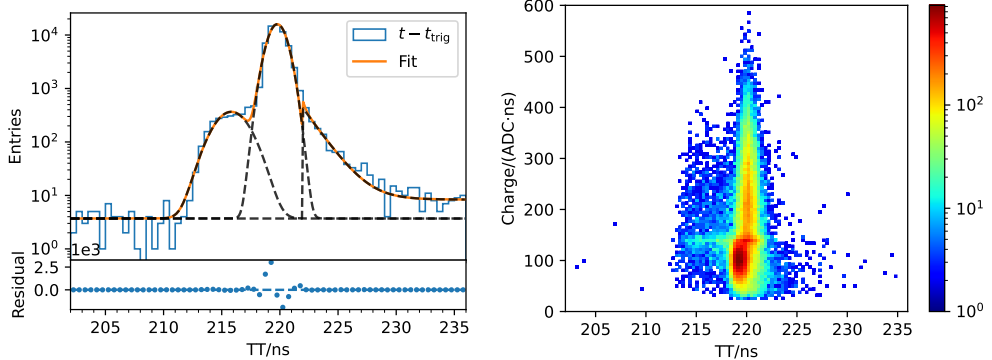 10⁴
10³
10²
10¹
10⁰
Entries
t − t_trig
Fit
1e3
2.5
0.0
Residual
205 210 215 220 225 230 235
TT/ns
600
500
400
300
200
100
0
Charge/(ADC·ns)
205 210 215 220 225 230 235
TT/ns
10²
10¹
10⁰